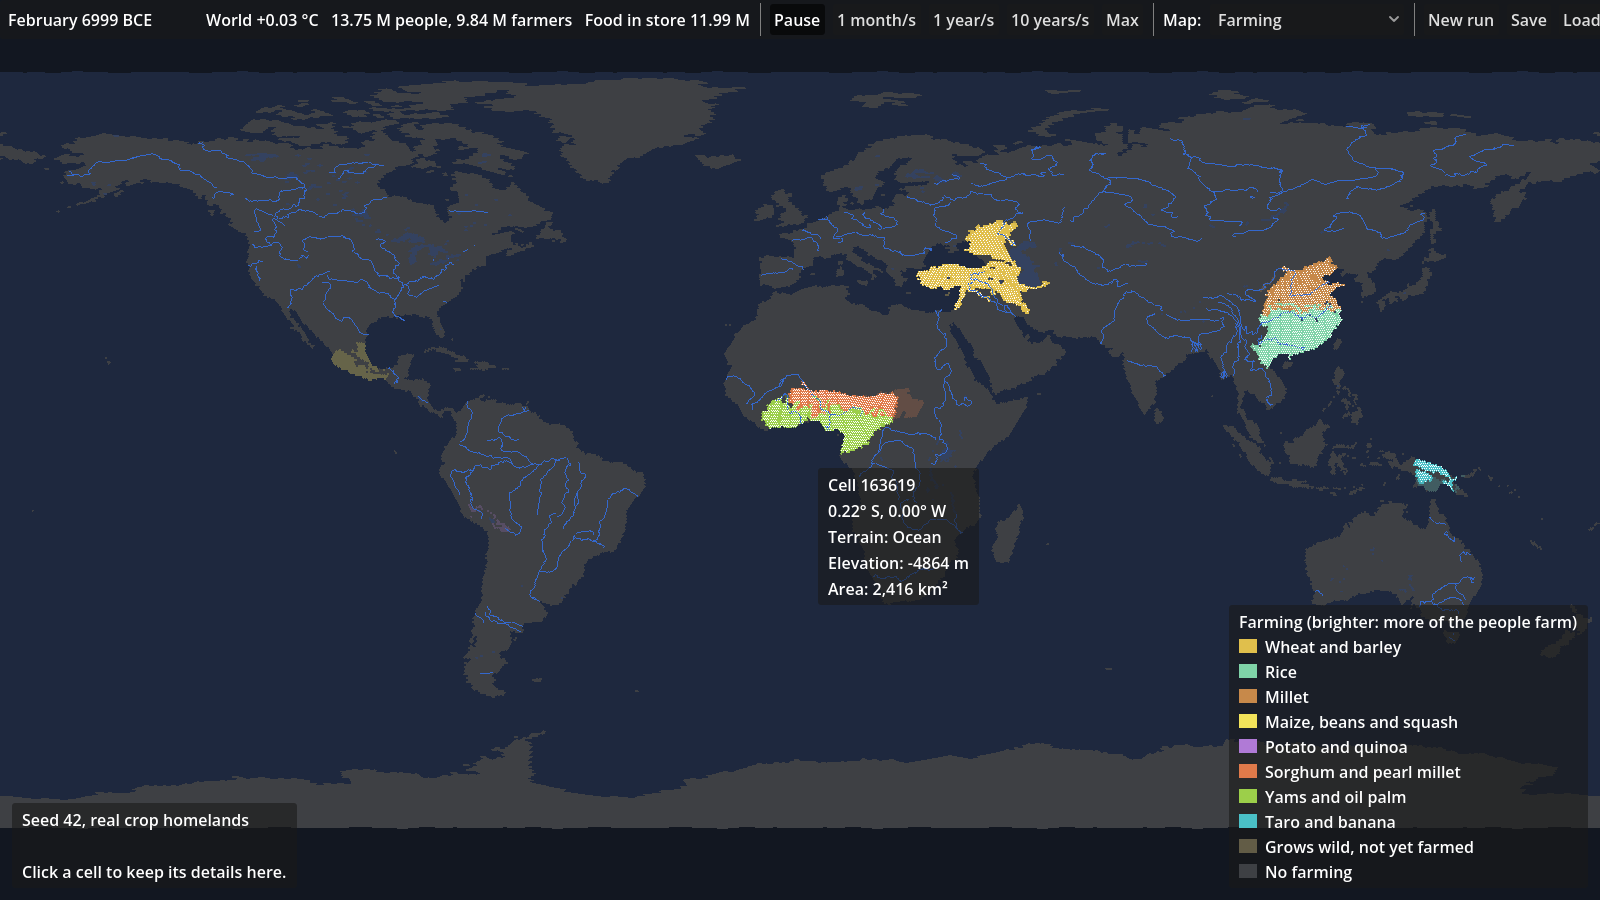 February 6999 BCE World +0.03 °C 13.75 M people, 9.84 M farmers Food in store 11.99 M Pause 1 month/s 1 year/s 10 years/s Max Map: Farming New run Save Load
Cell 163619
0.22° S, 0.00° W
Terrain: Ocean
Elevation: -4864 m
Area: 2,416 km²
Farming (brighter: more of the people farm)
Wheat and barley
Rice
Millet
Maize, beans and squash
Potato and quinoa
Sorghum and pearl millet
Yams and oil palm
Taro and banana
Grows wild, not yet farmed
No farming
Seed 42, real crop homelands
Click a cell to keep its details here.